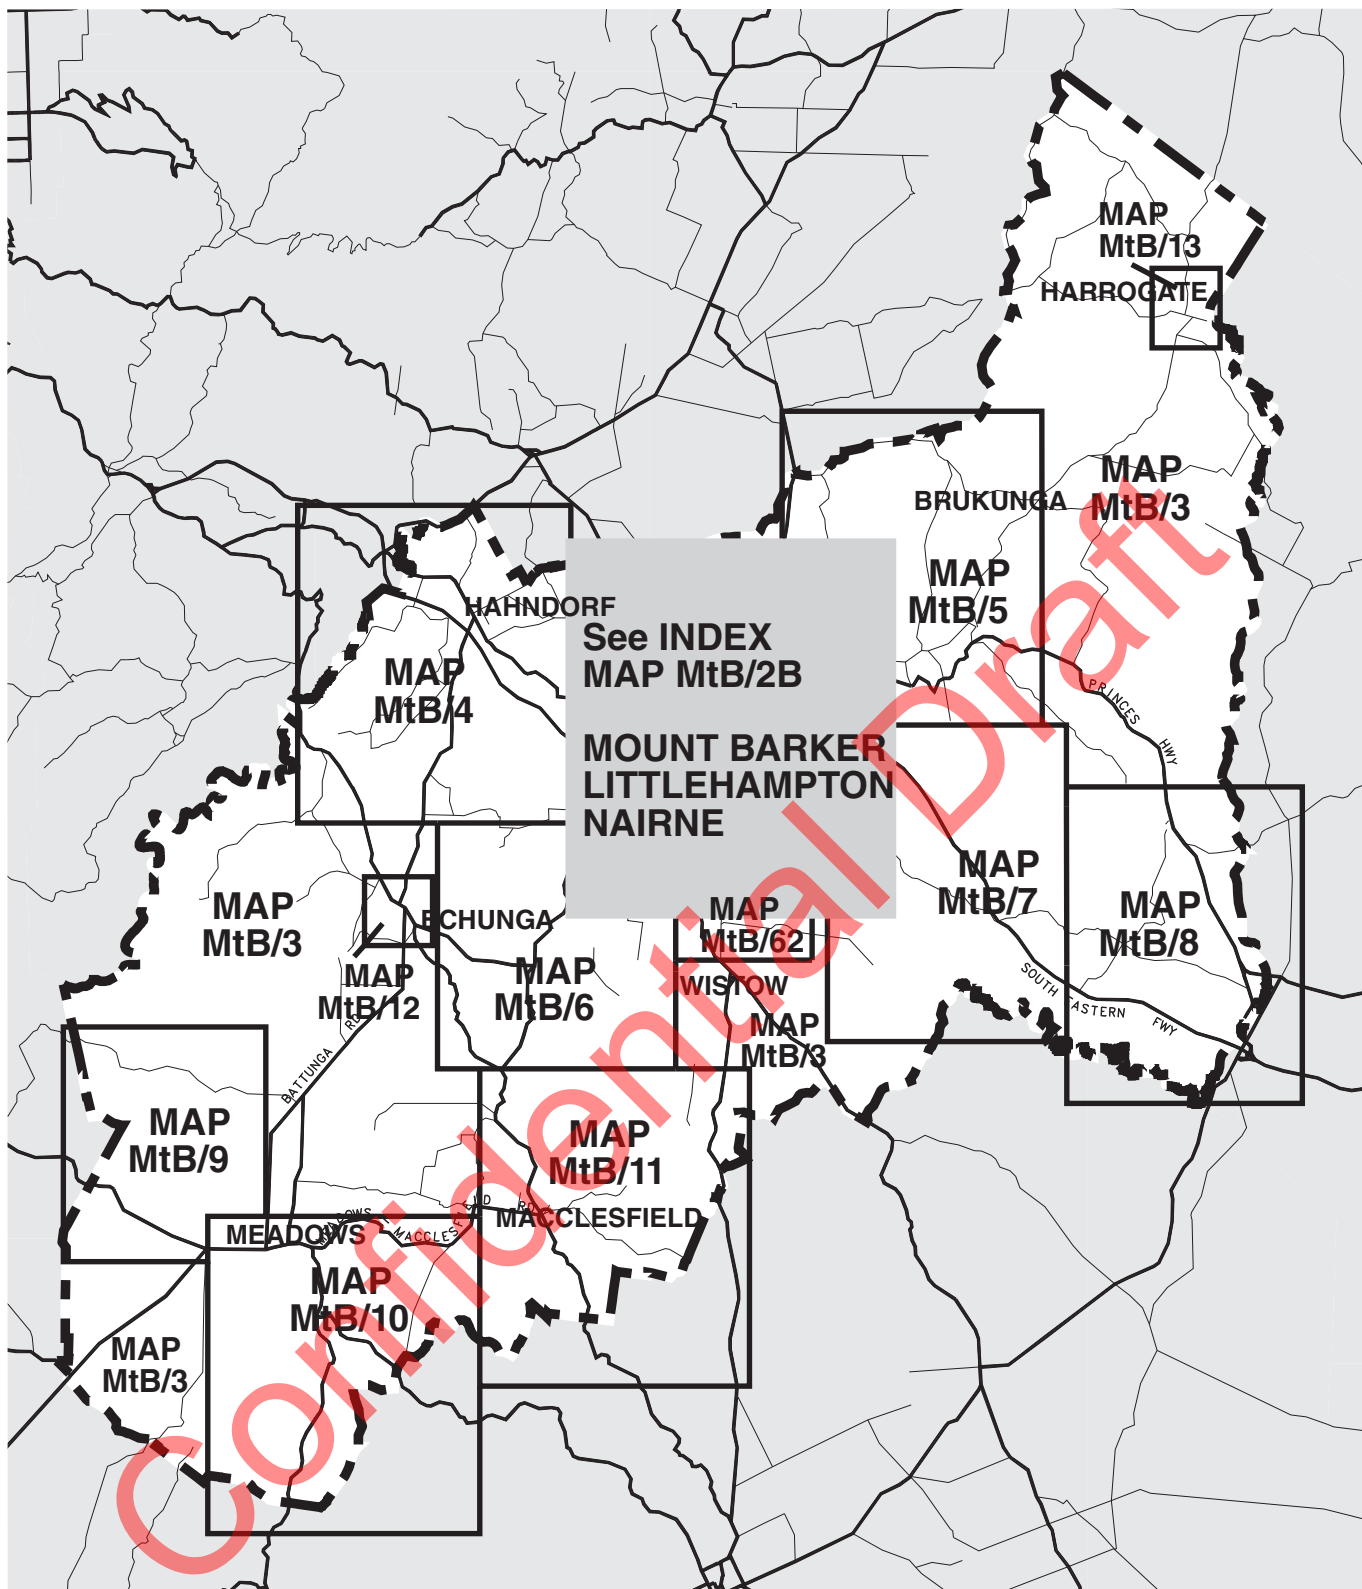 MAP
MtB/13
HARROGATE
MAP
MtB/3
BRUKUNGA
MAP
MtB/5
HAHNDORF
See INDEX
MAP MtB/2B
MOUNT BARKER
LITTLEHAMPTON
NAIRNE
MAP
MtB/4
PRINCES HWY
MAP
MtB/7
MAP
MtB/8
MAP
MtB/3
ECHUNGA
MAP
MtB/62
MAP
MtB/12
MAP
MtB/6
WISTOW
MAP
MtB/3
SOUTH EASTERN FWY
BATTUNGA RD
MAP
MtB/9
MAP
MtB/11
MACCLESFIELD
MEADOWS
MEADOWS MACCLESFIELD RD
MAP
MtB/10
MAP
MtB/3
Confidential Draft